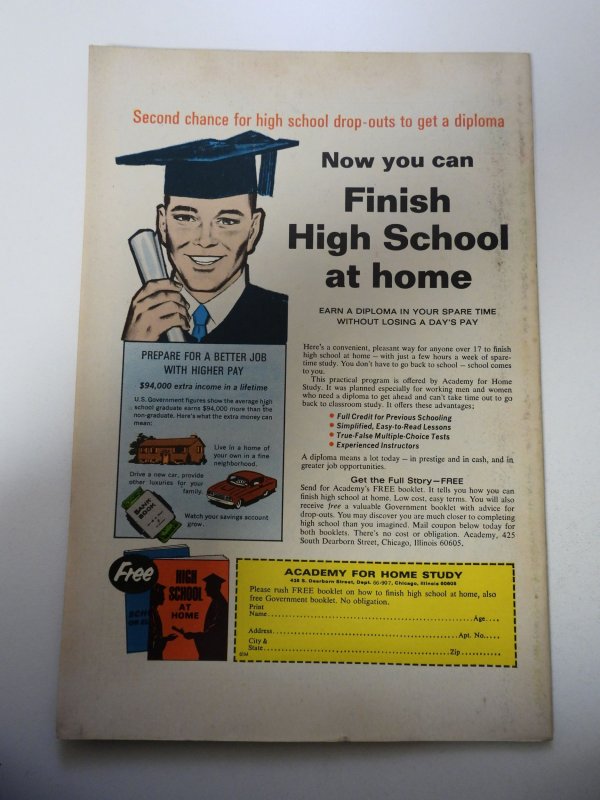 Second chance for high school drop-outs to get a diploma
Now you can
Finish
High School
at home
EARN A DIPLOMA IN YOUR SPARE TIME
WITHOUT LOSING A DAY'S PAY
PREPARE FOR A BETTER JOB
WITH HIGHER PAY
$94,000 extra income in a lifetime
U.S. Government figures show the average high
school graduate earns $94,000 more than the
non-graduate. Here's what the extra money can
mean:
Live in a home of
your own in a fine
neighborhood.
Drive a new car, provide
other luxuries for your
family.
BANK
BOOK
Watch your savings account
grow..
Here's a convenient, pleasant way for anyone over 17 to finish
high school at home — with just a few hours a week of spare-
time study. You don't have to go back to school — school comes
to you.
This practical program is offered by Academy for Home
Study. It was planned especially for working men and women
who need a diploma to get ahead and can't take time out to go
back to classroom study. It offers these advantages;
• Full Credit for Previous Schooling
• Simplified, Easy-to-Read Lessons
• True-False Multiple-Choice Tests
• Experienced Instructors
A diploma means a lot today — in prestige and in cash, and in
greater job opportunities.
Get the Full Story—FREE
Send for Academy's FREE booklet. It tells you how you can
finish high school at home. Low cost, easy terms. You will also
receive free a valuable Government booklet with advice for
drop-outs. You may discover you are much closer to completing
high school than you imagined. Mail coupon below today for
both booklets. There's no cost or obligation. Academy, 425
South Dearborn Street, Chicago, Illinois 60605.
Free
HIGH
SCHOOL
AT
HOME
ACADEMY FOR HOME STUDY
Chicago, Illinois 60605
Please rush FREE booklet on how to finish high school at home, also
free Government booklet. No obligation.
Print
Name Age
Address Apt. No.
City &
State Zip